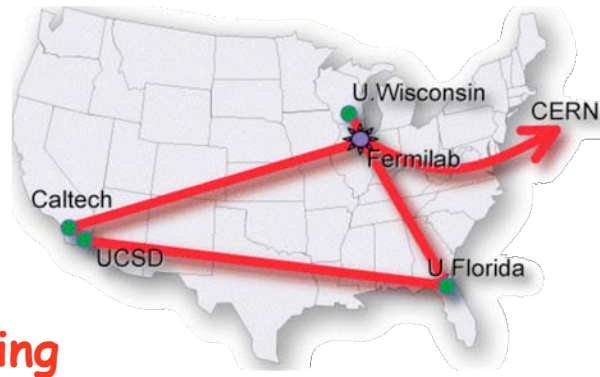 U.Wisconsin
CERN
Fermilab
Caltech
UCSD
U.Florida
ing